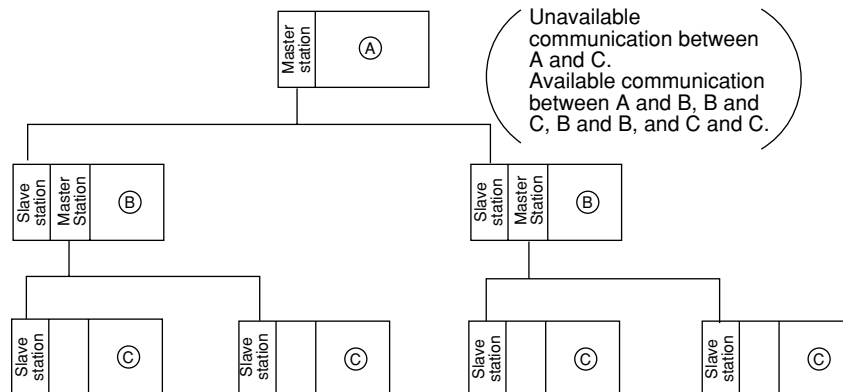 Master
station
Ⓐ
Unavailable
communication between
A and C.
Available communication
between A and B, B and
C, B and B, and C and C.
Slave
station
Master
Station
Ⓑ
Slave
station
Master
Station
Ⓑ
Slave
station
Ⓒ
Slave
station
Ⓒ
Slave
station
Ⓒ
Slave
station
Ⓒ